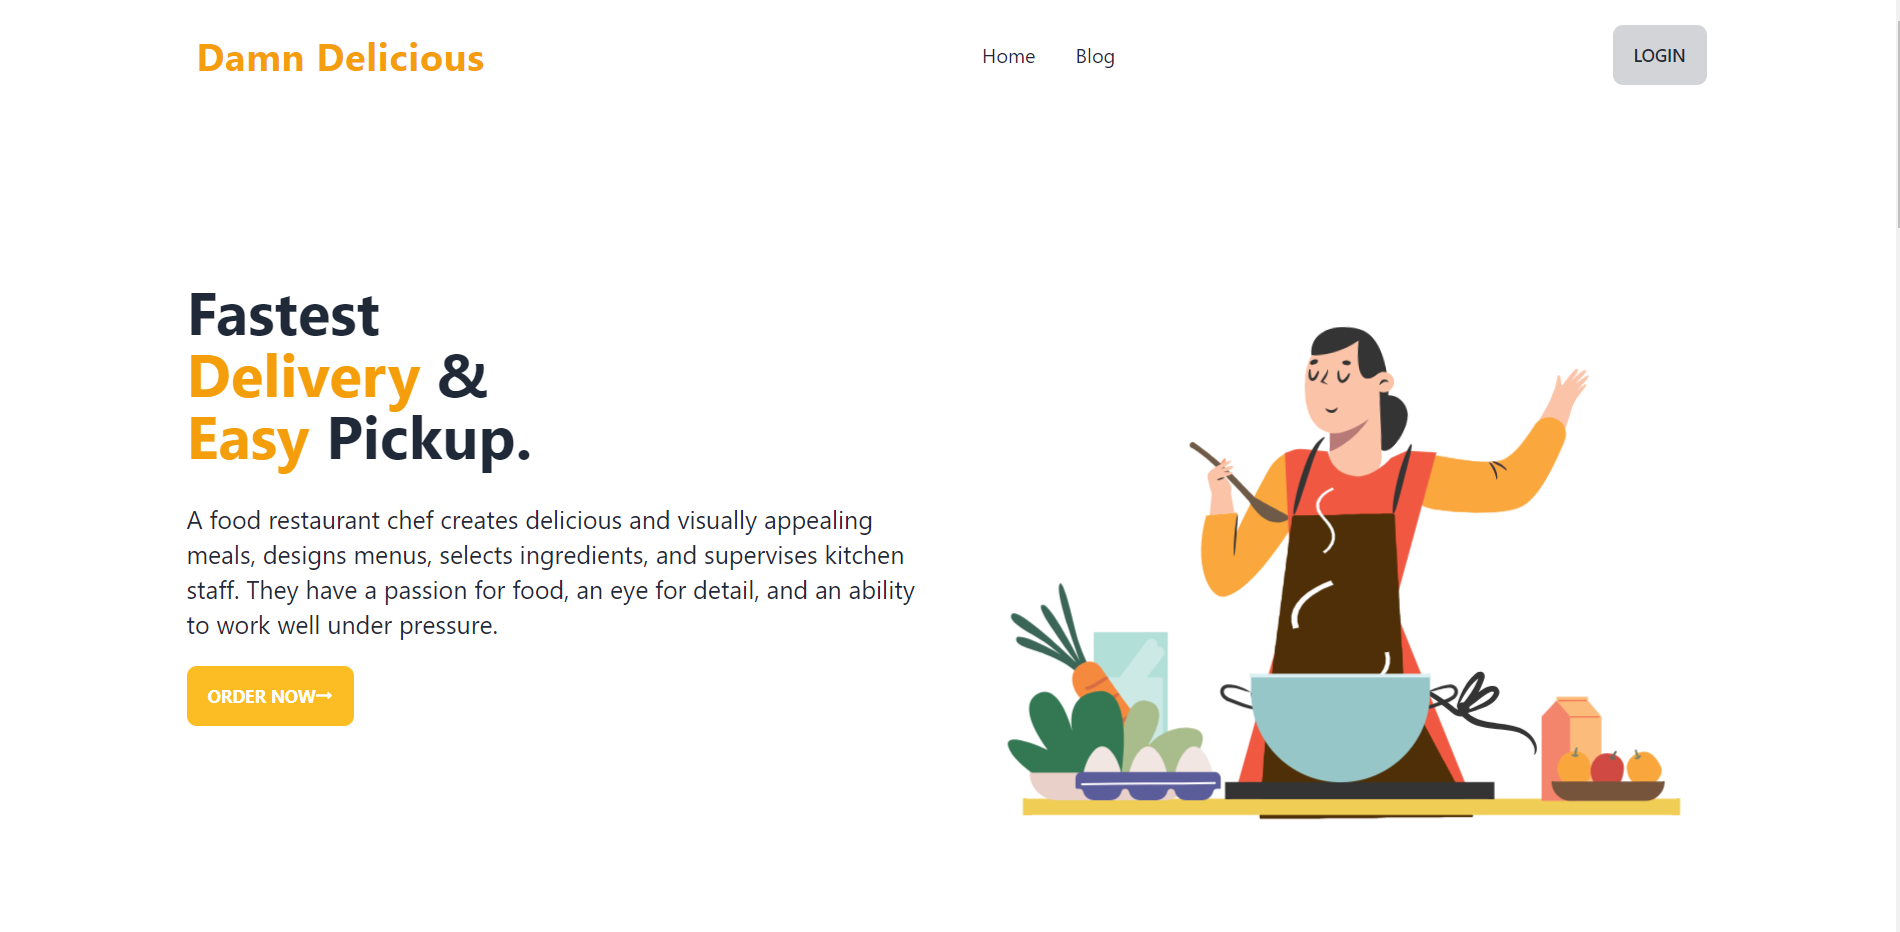 Damn Delicious
Home
Blog
LOGIN
Fastest
Delivery &
Easy Pickup.
A food restaurant chef creates delicious and visually appealing
meals, designs menus, selects ingredients, and supervises kitchen
staff. They have a passion for food, an eye for detail, and an ability
to work well under pressure.
ORDER NOW→